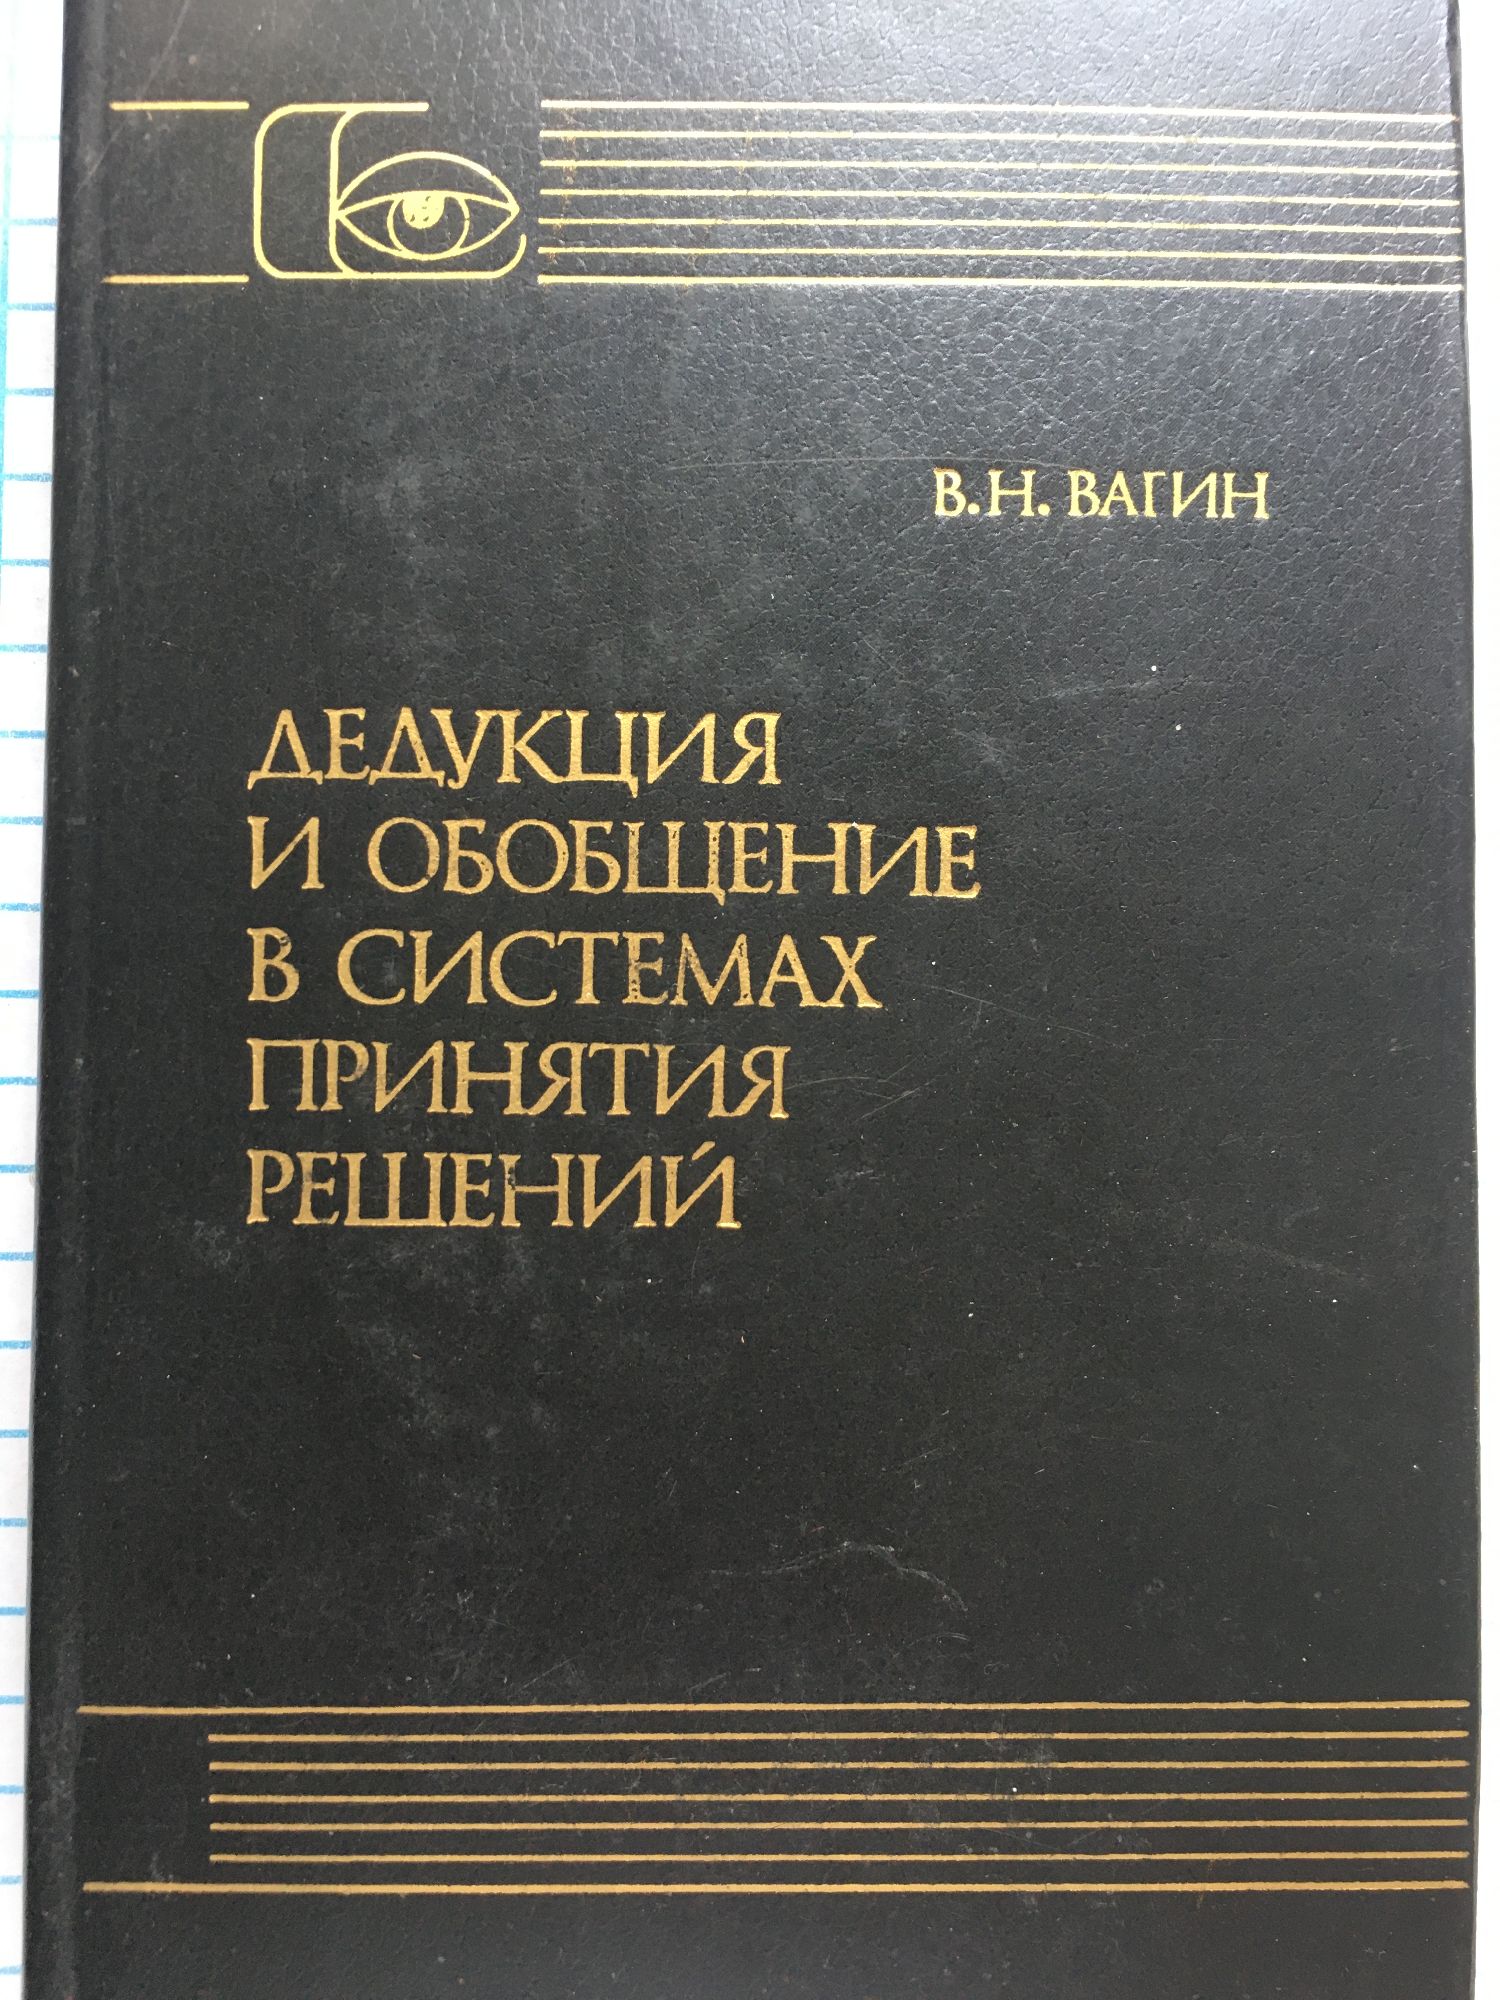 В.Н. ВАГИН
ДЕДУКЦИЯ
И ОБОБЩЕНИЕ
В СИСТЕМАХ
ПРИНЯТИЯ
РЕШЕНИЙ